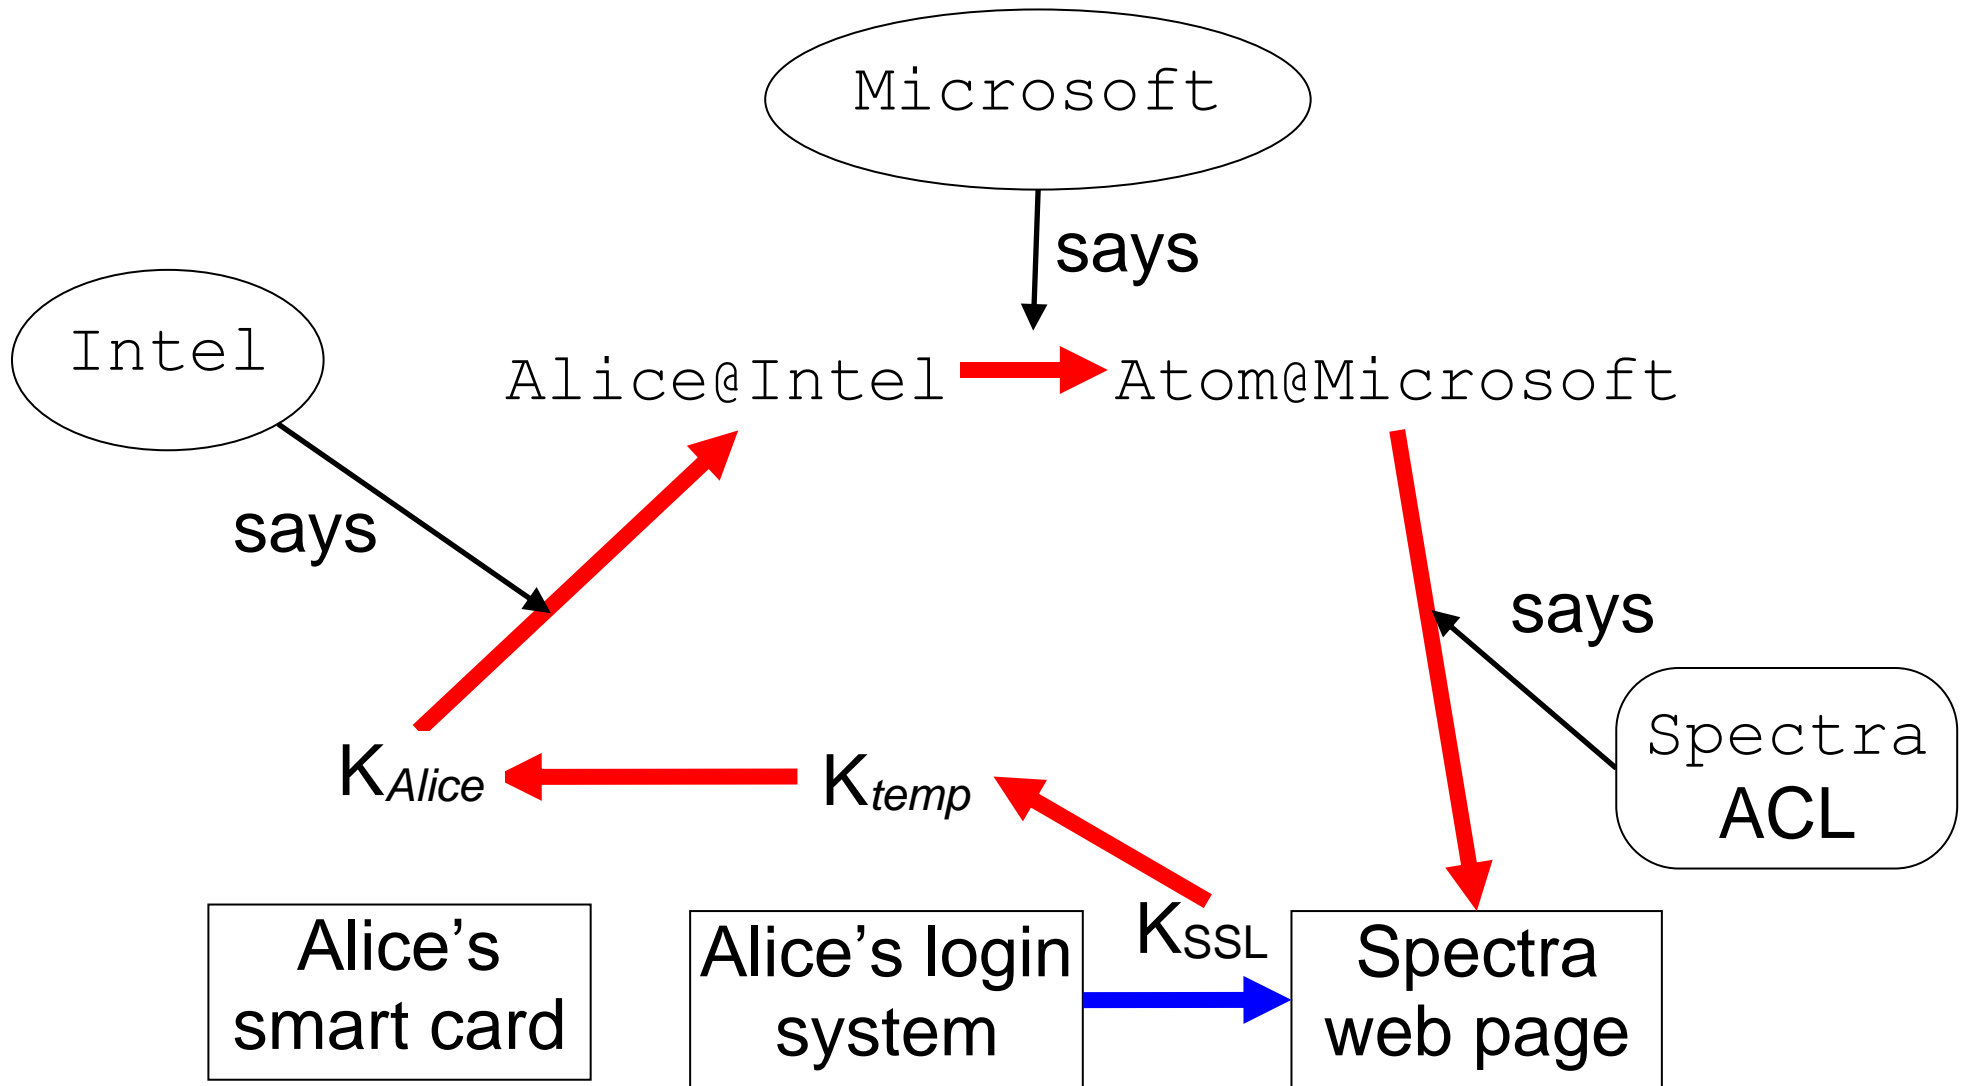 Microsoft
says
Intel
Alice@Intel
Atom@Microsoft
says
says
Spectra
ACL
KAlice
Ktemp
KSSL
Alice’s
smart card
Alice’s login
system
Spectra
web page